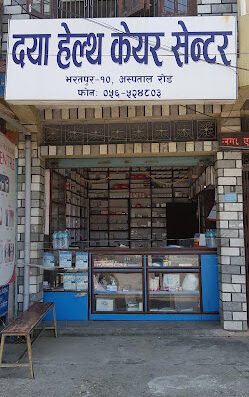 दया हेल्थ केयर सेन्टर
भरतपुर-१०, अस्पताल रोड
फोन: ०५६-५२४८०३